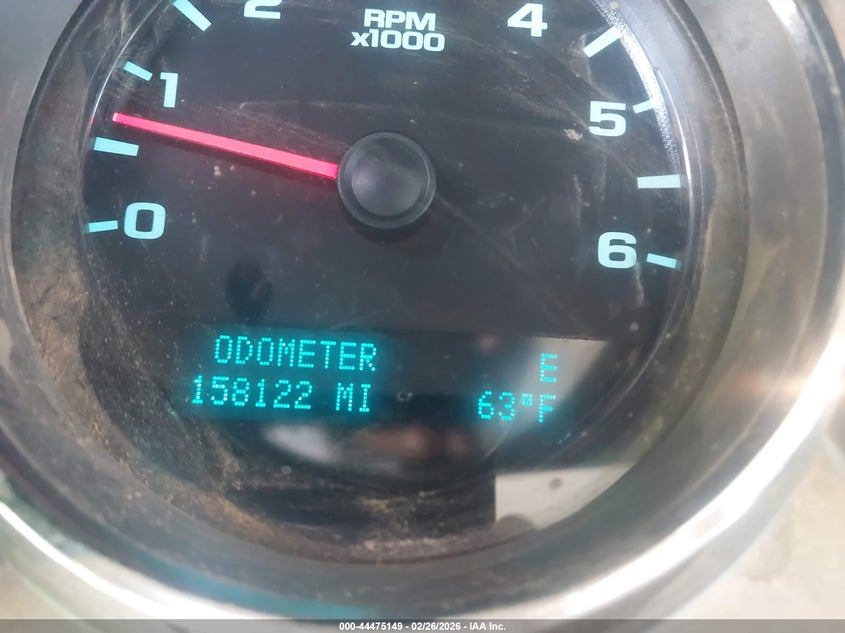 2
4
RPM
x1000
1
5
0
6
ODOMETER
E
158122 MI
63°F
000-44475149 - 02/26/2026 - IAA Inc.